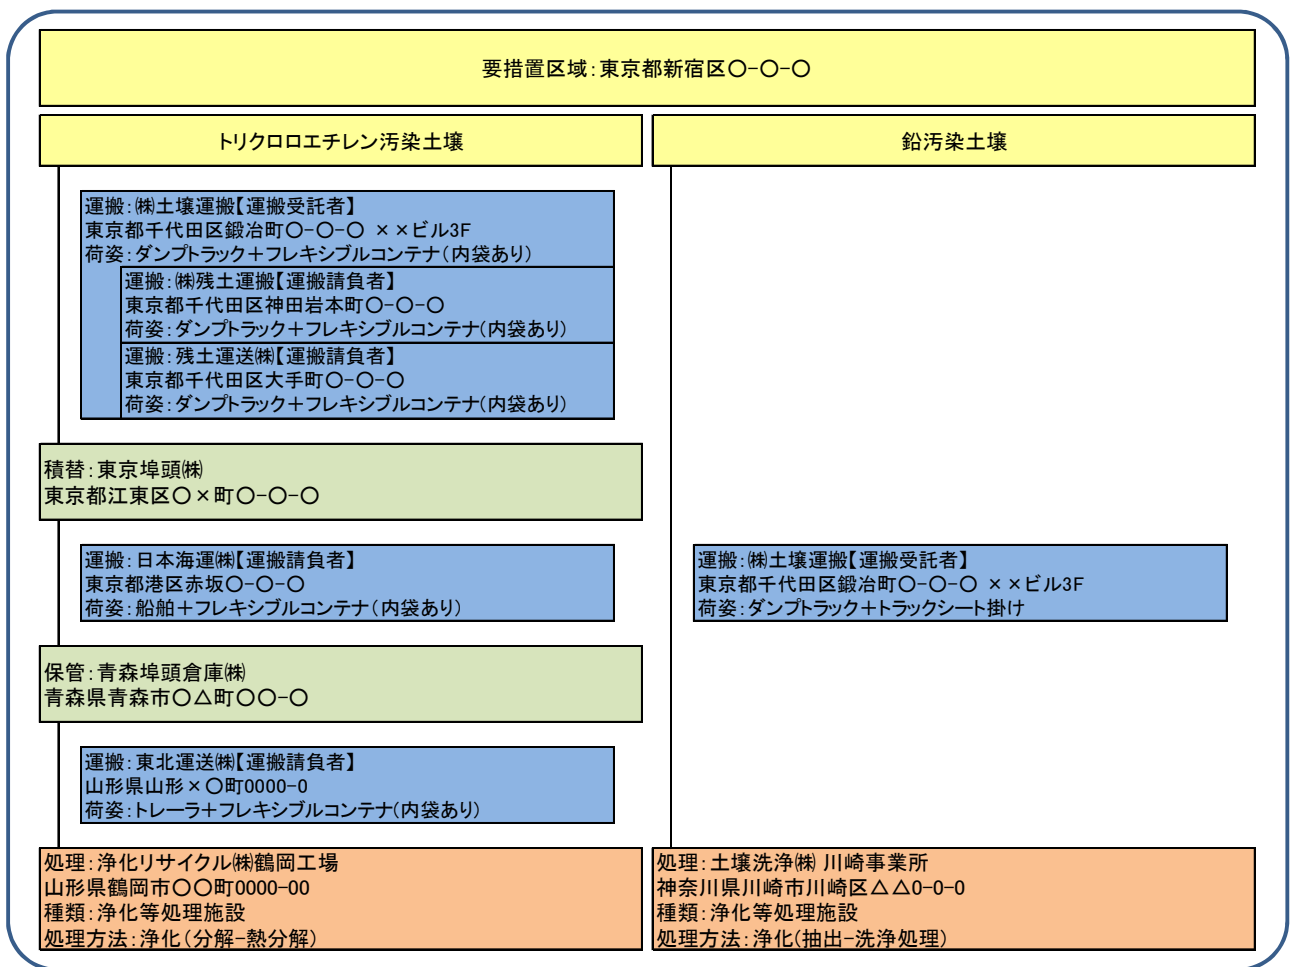 要措置区域:東京都新宿区〇-〇-〇
トリクロロエチレン汚染土壌
運搬:㈱土壌運搬【運搬受託者】
東京都千代田区鍛冶町〇-〇-〇 ××ビル3F
荷姿:ダンプトラック+フレキシブルコンテナ(内袋あり)
運搬:㈱残土運搬【運搬請負者】
東京都千代田区神田岩本町〇-〇-〇
荷姿:ダンプトラック+フレキシブルコンテナ(内袋あり)
運搬:残土運送㈱【運搬請負者】
東京都千代田区大手町〇-〇-〇
荷姿:ダンプトラック+フレキシブルコンテナ(内袋あり)
積替:東京埠頭㈱
東京都江東区〇×町〇-〇-〇
運搬:日本海運㈱【運搬請負者】
東京都港区赤坂〇-〇-〇
荷姿:船舶+フレキシブルコンテナ(内袋あり)
保管:青森埠頭倉庫㈱
青森県青森市〇△町〇〇-〇
運搬:東北運送㈱【運搬請負者】
山形県山形×〇町0000-0
荷姿:トレーラ+フレキシブルコンテナ(内袋あり)
処理:浄化リサイクル㈱鶴岡工場
山形県鶴岡市〇〇町0000-00
種類:浄化等処理施設
処理方法:浄化(分解-熱分解)
鉛汚染土壌
運搬:㈱土壌運搬【運搬受託者】
東京都千代田区鍛冶町〇-〇-〇 ××ビル3F
荷姿:ダンプトラック+トラックシート掛け
処理:土壌洗浄㈱ 川崎事業所
神奈川県川崎市川崎区△△0-0-0
種類:浄化等処理施設
処理方法:浄化(抽出-洗浄処理)